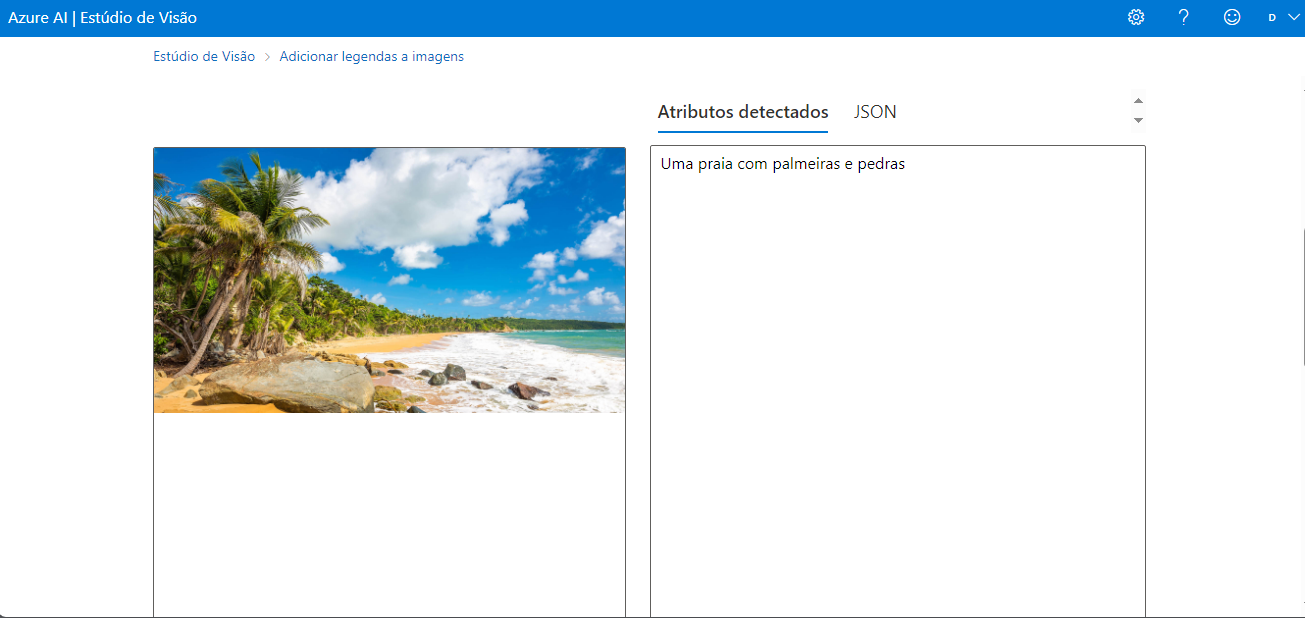 Azure AI | Estúdio de Visão
D
Estúdio de Visão > Adicionar legendas a imagens
Atributos detectados JSON
Uma praia com palmeiras e pedras